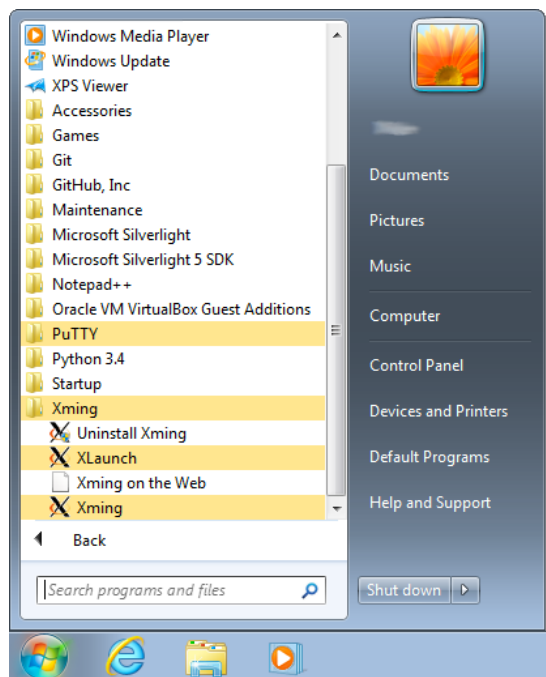 Windows Media Player
Windows Update
XPS Viewer
Accessories
Games
Git
GitHub, Inc
Maintenance
Microsoft Silverlight
Microsoft Silverlight 5 SDK
Notepad++
Oracle VM VirtualBox Guest Additions
PuTTY
Python 3.4
Startup
Xming
Uninstall Xming
XLaunch
Xming on the Web
Xming
Back
Search programs and files
Documents
Pictures
Music
Computer
Control Panel
Devices and Printers
Default Programs
Help and Support
Shut down